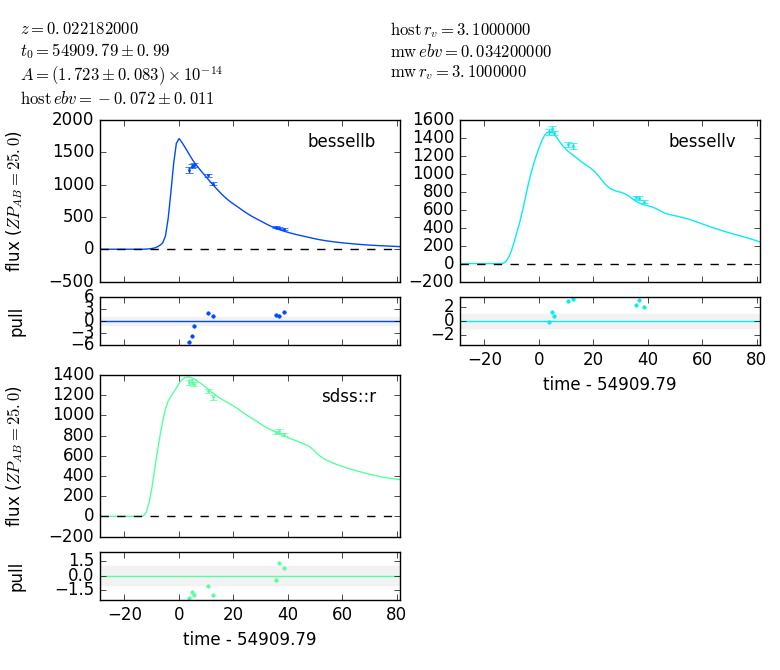 z = 0.022182000
t₀ = 54909.79 ± 0.99
A = (1.723 ± 0.083) × 10⁻¹⁴
host ebv = −0.072 ± 0.011
host r_v = 3.1000000
mw ebv = 0.034200000
mw r_v = 3.1000000
bessellb
flux (ZP_AB = 25.0)
2000
1500
1000
500
0
−500
pull
6
3
0
−3
−6
bessellv
1600
1400
1200
1000
800
600
400
200
0
−200
2
0
−2
−20 0 20 40 60 80
time - 54909.79
sdss::r
flux (ZP_AB = 25.0)
1400
1200
1000
800
600
400
200
0
−200
pull
1.5
0.0
−1.5
−20 0 20 40 60 80
time - 54909.79